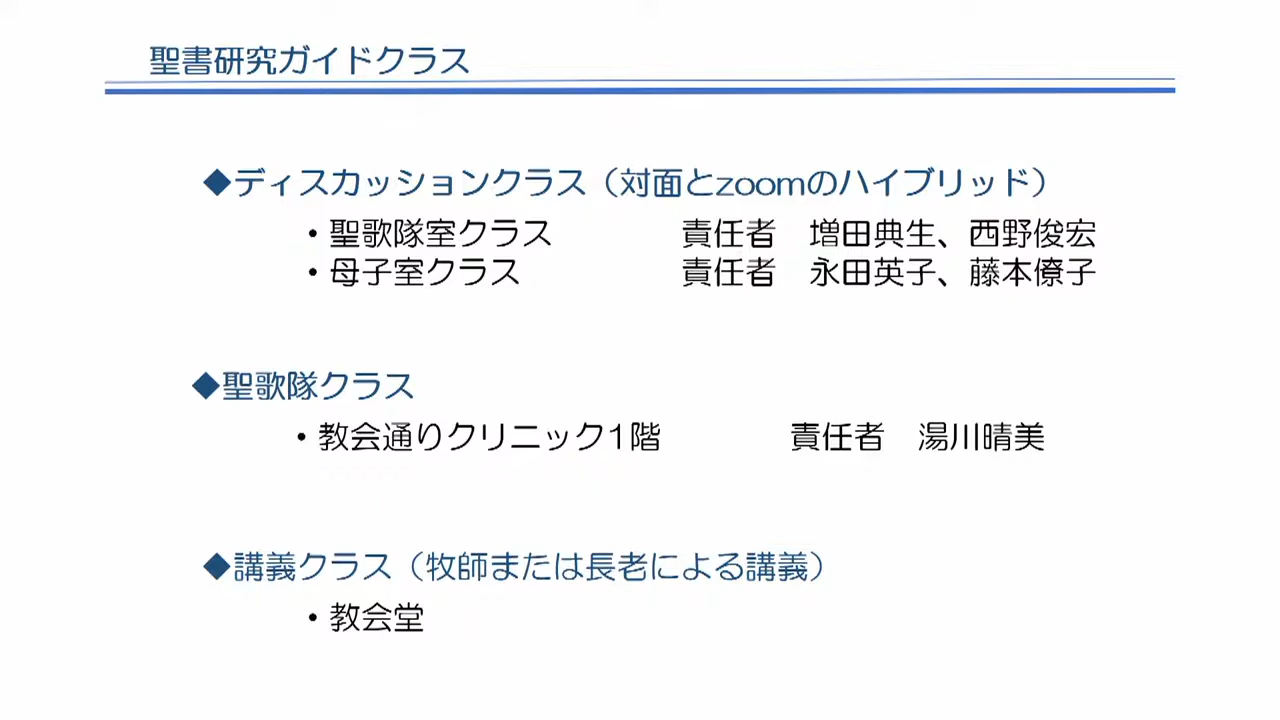 聖書研究ガイドクラス
◆ディスカッションクラス（対面とzoomのハイブリッド）
・聖歌隊室クラス　責任者　増田典生、西野俊宏
・母子室クラス　責任者　永田英子、藤本僚子
◆聖歌隊クラス
・教会通りクリニック1階　責任者　湯川晴美
◆講義クラス（牧師または長老による講義）
・教会堂